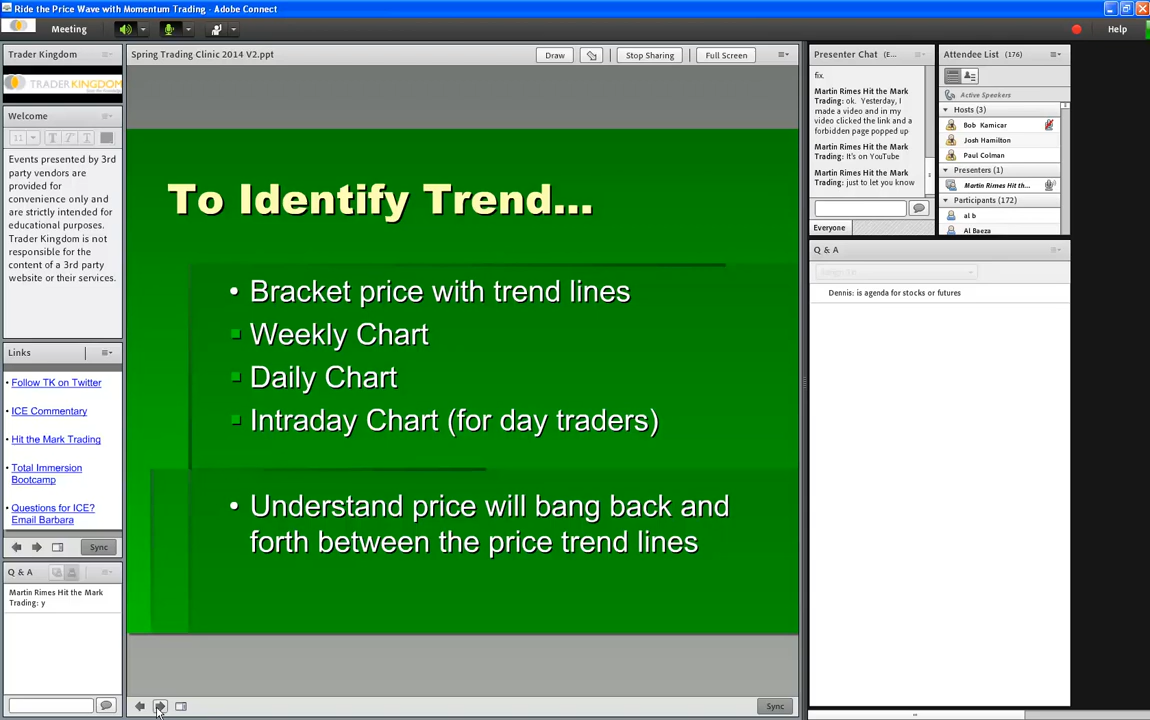 Ride the Price Wave with Momentum Trading - Adobe Connect
Meeting
Help
Trader Kingdom
TRADERKINGDOM
Welcome
11
T T T
Events presented by 3rd
party vendors are
provided for
convenience only and
are strictly intended for
educational purposes.
Trader Kingdom is not
responsible for the
content of a 3rd party
website or their services.
Links
• Follow TK on Twitter
• ICE Commentary
• Hit the Mark Trading
• Total Immersion
Bootcamp
• Questions for ICE?
Email Barbara
Sync
Q & A
Martin Rimes Hit the Mark
Trading: y
Spring Trading Clinic 2014 V2.ppt
Draw
Stop Sharing
Full Screen
To Identify Trend...
• Bracket price with trend lines
Weekly Chart
Daily Chart
Intraday Chart (for day traders)
• Understand price will bang back and
forth between the price trend lines
Sync
Presenter Chat (E...
fix.
Martin Rimes Hit the Mark
Trading: ok. Yesterday, I
made a video and in my
video clicked the link and a
forbidden page popped up
Martin Rimes Hit the Mark
Trading: It's on YouTube
Martin Rimes Hit the Mark
Trading: just to let you know
Everyone
Attendee List (176)
Active Speakers
Hosts (3)
Bob Kamicar
Josh Hamilton
Paul Colman
Presenters (1)
Martin Rimes Hit th...
Participants (172)
al b
Al Baeza
Q & A
Dennis: is agenda for stocks or futures